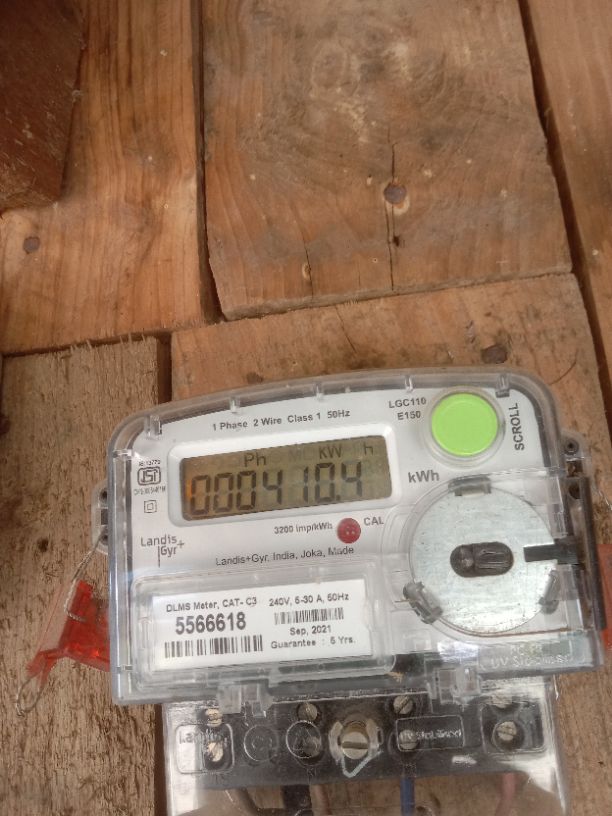 LGC110
E150
1 Phase 2 Wire Class 1 50Hz
SCROLL
Ph MC KW H
000410.4
kWh
3200 imp/kWh CAL
Landis+
Gyr
Landis+Gyr, India, Joka, Made
DLMS Meter, CAT- C3 240V, 5-30 A, 50Hz
5566618
Sep, 2021
Guarantee : 5 Yrs.